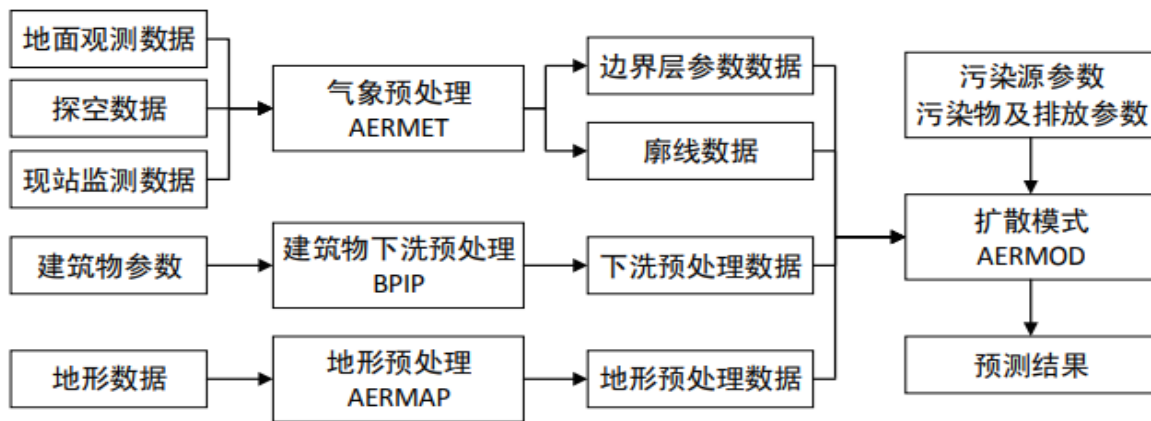 地面观测数据
探空数据
现站监测数据
气象预处理
AERMET
边界层参数数据
廓线数据
建筑物参数
建筑物下洗预处理
BPIP
下洗预处理数据
地形数据
地形预处理
AERMAP
地形预处理数据
污染源参数
污染物及排放参数
扩散模式
AERMOD
预测结果